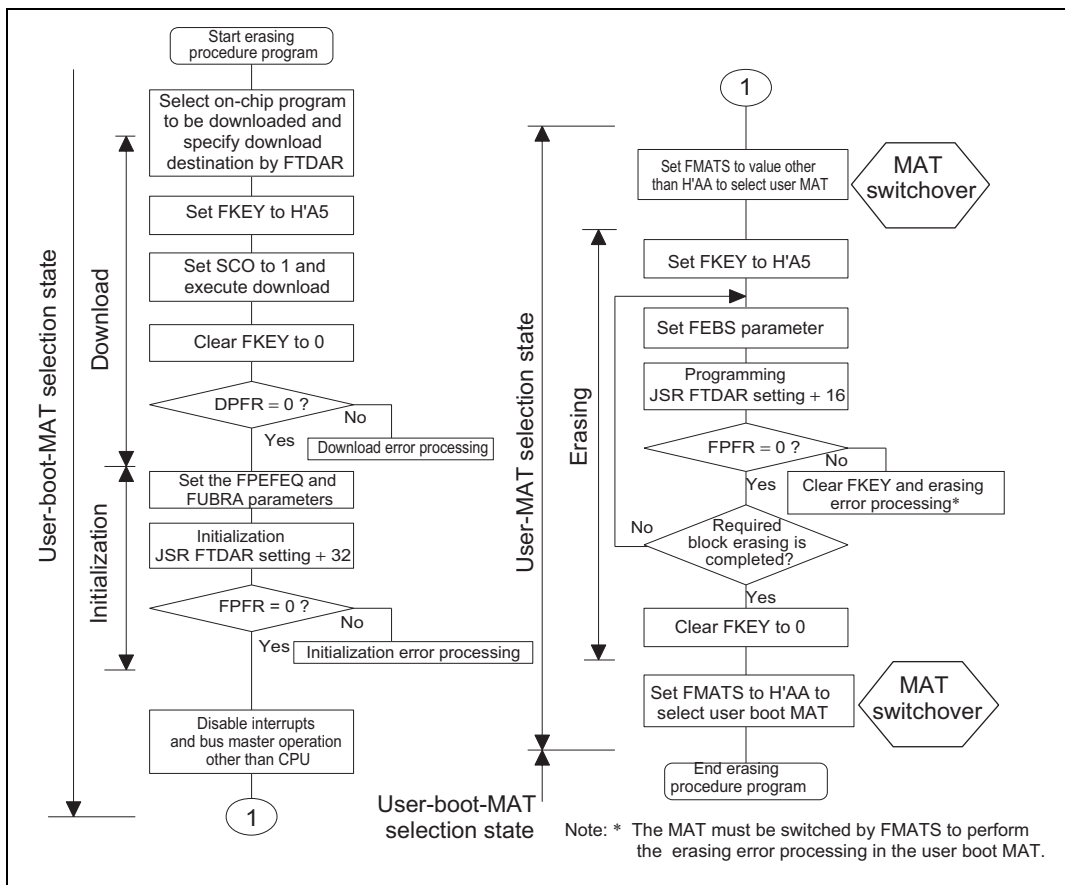 Start erasing
procedure program
Select on-chip program
to be downloaded and
specify download
destination by FTDAR
Set FKEY to H'A5
Set SCO to 1 and
execute download
Clear FKEY to 0
DPFR = 0 ?
No
Yes
Download error processing
Set the FPEFEQ and
FUBRA parameters
Initialization
JSR FTDAR setting + 32
FPFR = 0 ?
No
Yes
Initialization error processing
Disable interrupts
and bus master operation
other than CPU
1
User-boot-MAT selection state
Download
Initialization
1
Set FMATS to value other
than H'AA to select user MAT
MAT
switchover
Set FKEY to H'A5
Set FEBS parameter
Programming
JSR FTDAR setting + 16
FPFR = 0 ?
No
Yes
Clear FKEY and erasing
error processing*
No
Required
block erasing is
completed?
Yes
Clear FKEY to 0
Set FMATS to H'AA to
select user boot MAT
MAT
switchover
End erasing
procedure program
User-MAT selection state
Erasing
User-boot-MAT
selection state
Note: * The MAT must be switched by FMATS to perform
the erasing error processing in the user boot MAT.